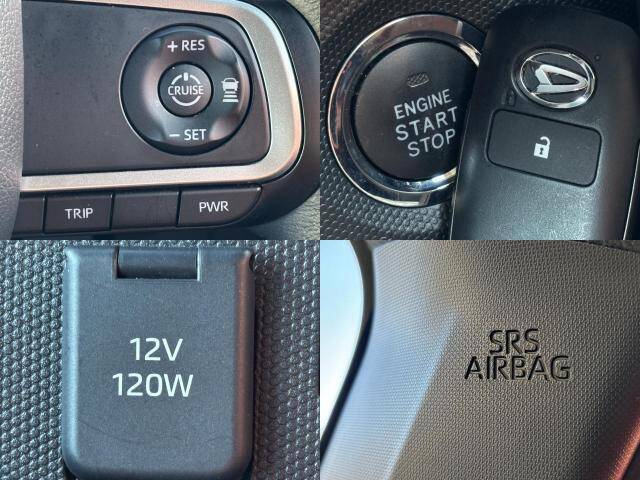 + RES
CRUISE
− SET
TRIP
PWR
ENGINE
START
STOP
12V
120W
SRS
AIRBAG